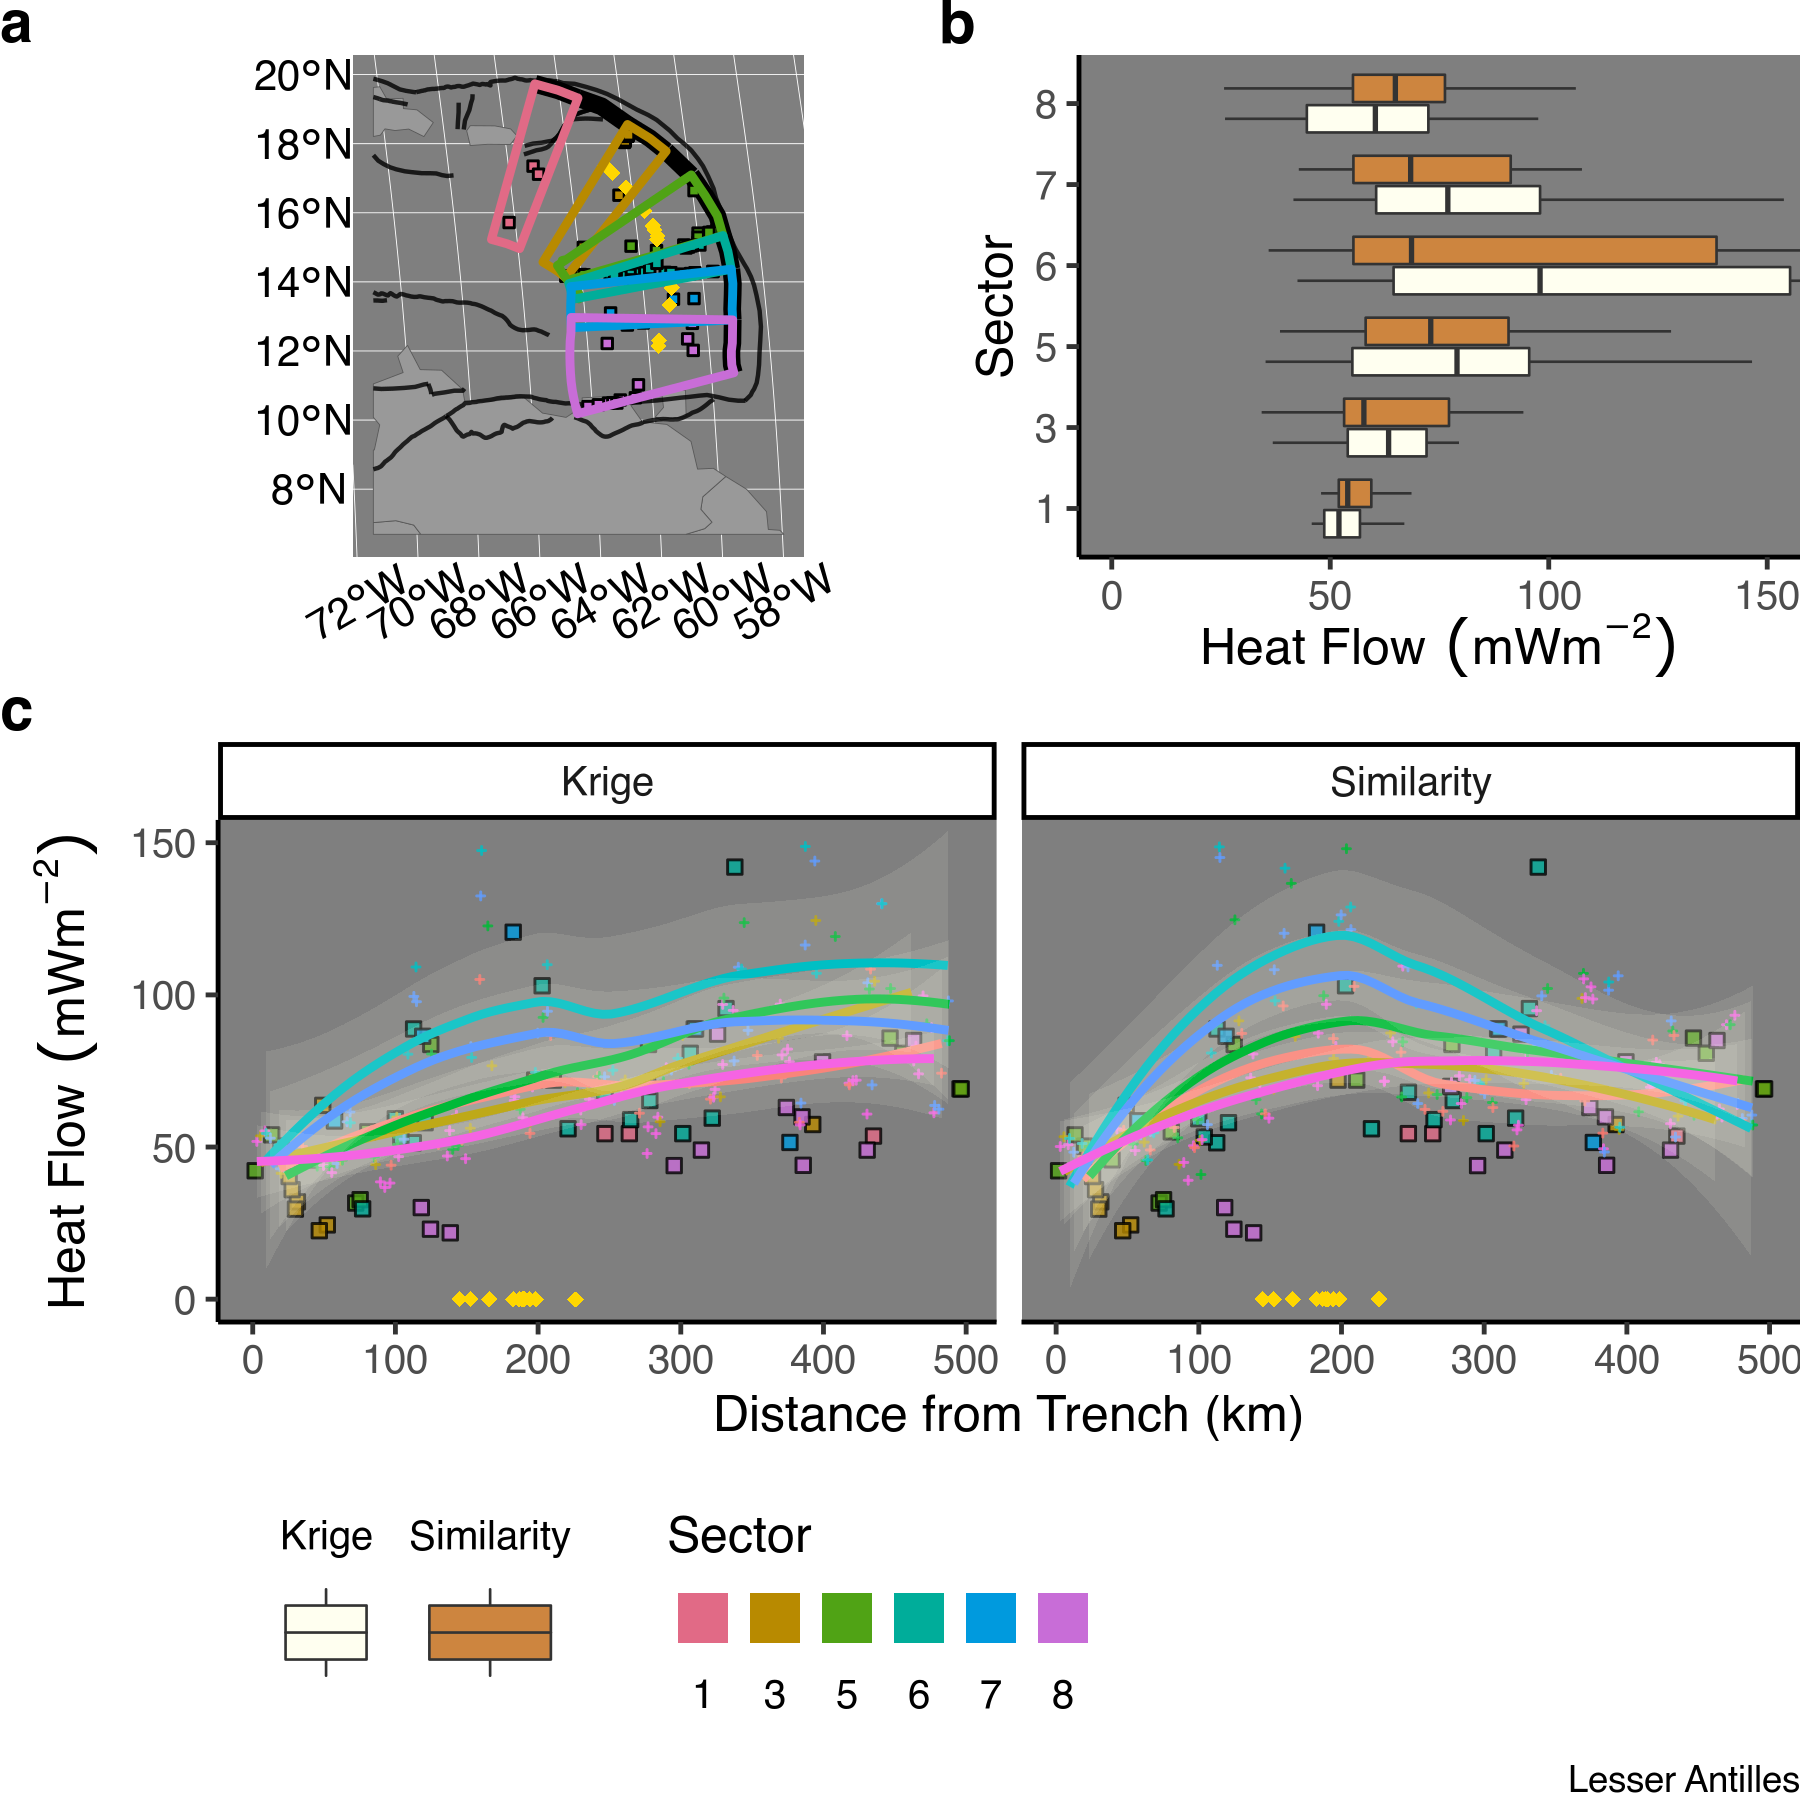 a
20°N
18°N
16°N
14°N
12°N
10°N
8°N
72°W 70°W 68°W 66°W 64°W 62°W 60°W 58°W
b
Sector
8
7
6
5
3
1
0 50 100 150
Heat Flow (mWm⁻²)
c
Krige Similarity
Heat Flow (mWm⁻²)
150
100
50
0
0 100 200 300 400 500 0 100 200 300 400 500
Distance from Trench (km)
Krige Similarity Sector
1 3 5 6 7 8
Lesser Antilles